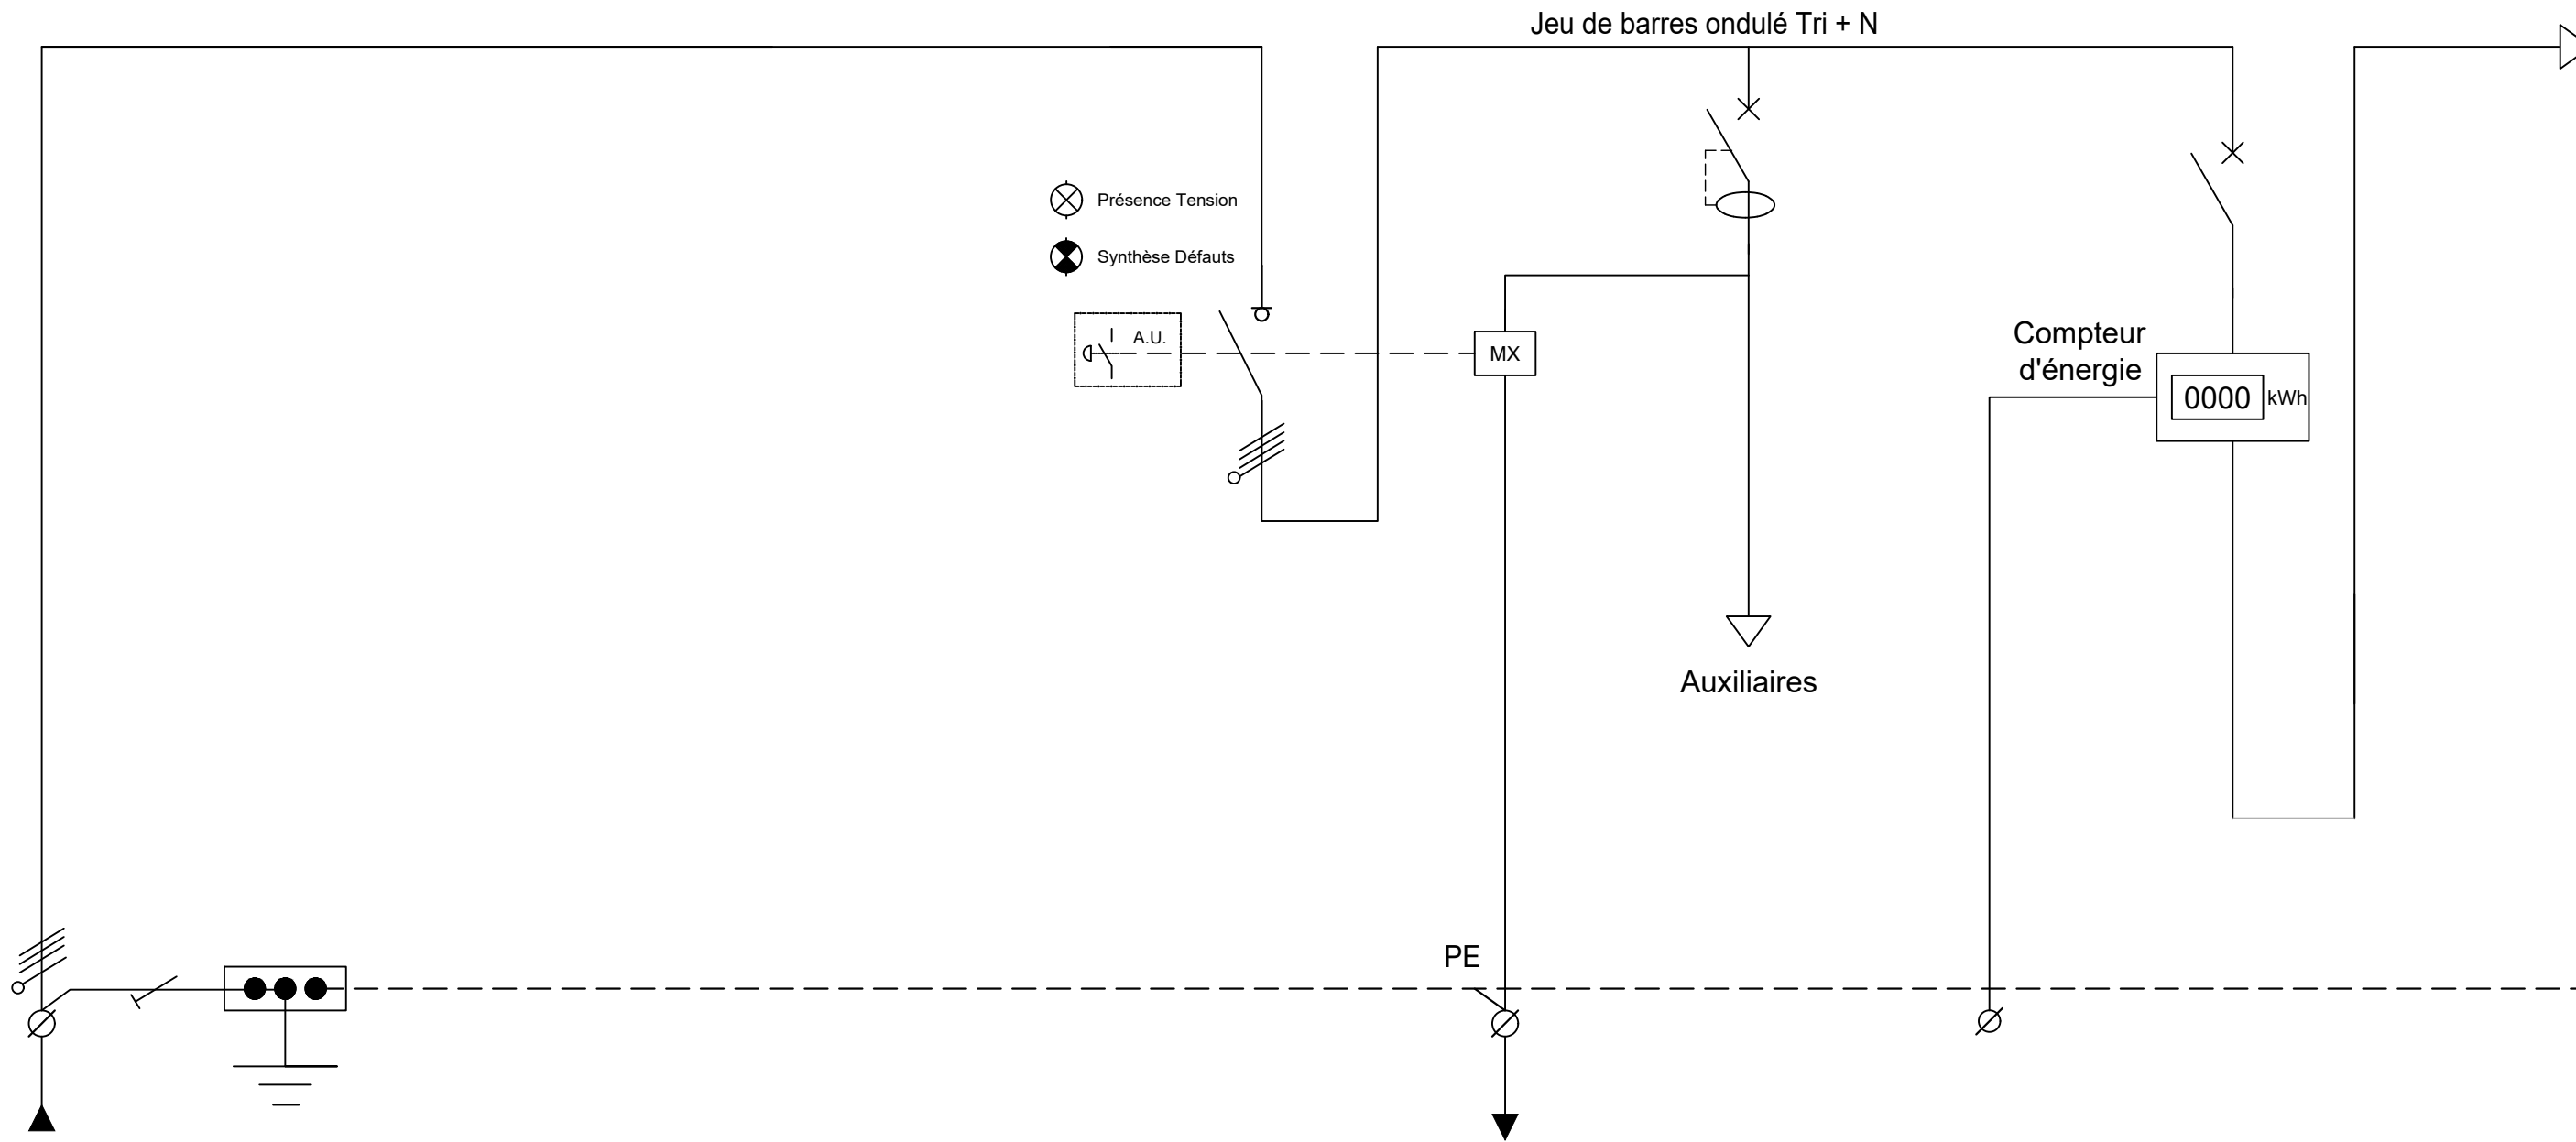 Jeu de barres ondulé Tri + N
Présence Tension
Synthèse Défauts
A.U.
MX
Compteur
d'énergie
0000
kWh
Auxiliaires
PE